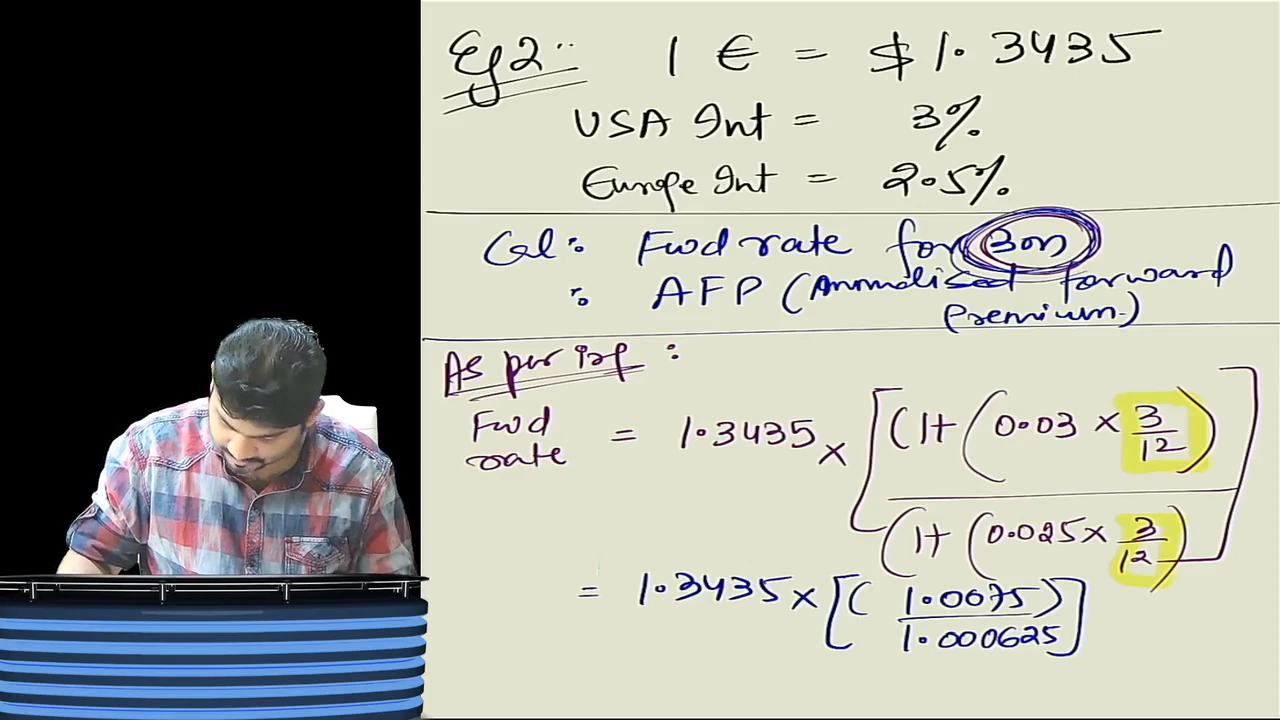 Eg 2:
1 € = $ 1.3435
USA Int = 3%
Europe Int = 2.5%
Cal: Fwd rate for 3m
: AFP (Annualised forward
Premium)
As per irp :
Fwd rate = 1.3435 × [(1+(0.03 × 3/12)
(1+(0.025 × 3/12)]
= 1.3435 × [( 1.0075 )
1.000625 ]